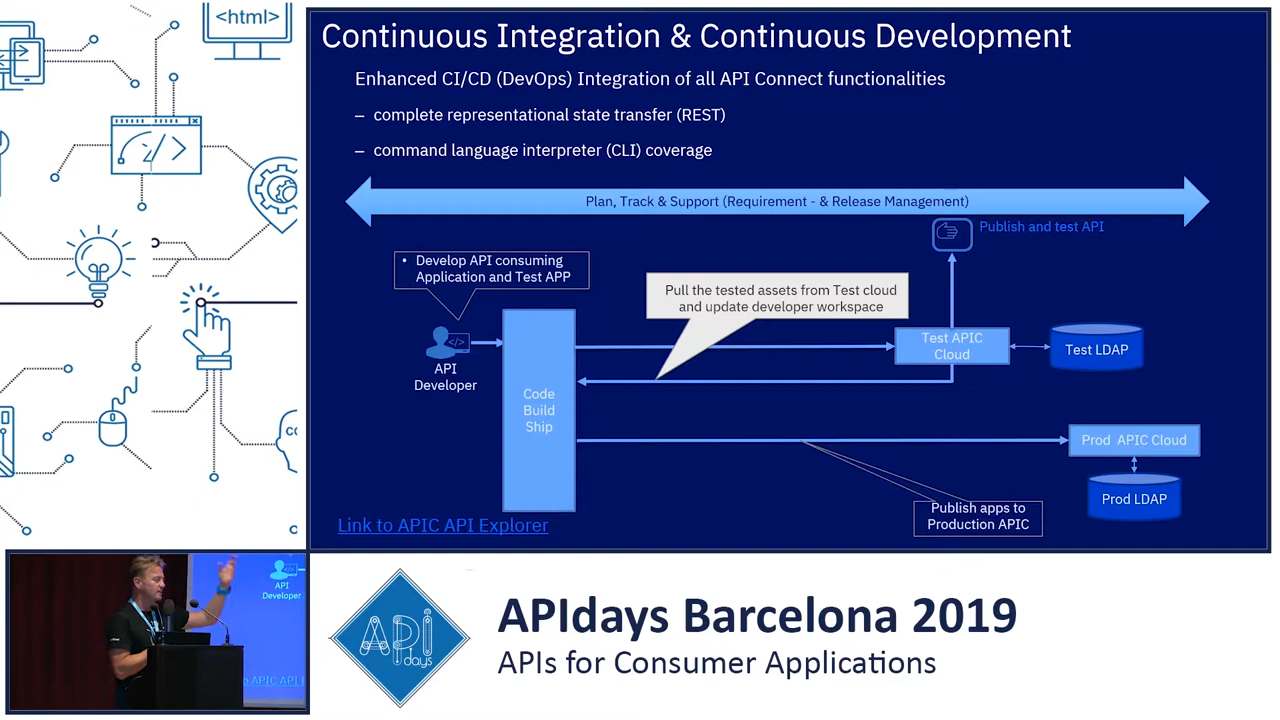 <html>
Continuous Integration & Continuous Development
Enhanced CI/CD (DevOps) Integration of all API Connect functionalities
– complete representational state transfer (REST)
– command language interpreter (CLI) coverage
Plan, Track & Support (Requirement - & Release Management)
Publish and test API
• Develop API consuming
Application and Test APP
Pull the tested assets from Test cloud
and update developer workspace
API
Developer
Code
Build
Ship
Test APIC
Cloud
Test LDAP
Prod APIC Cloud
Prod LDAP
Publish apps to
Production APIC
Link to APIC API Explorer
API
Developer
APIC API
API
days
APIdays Barcelona 2019
APIs for Consumer Applications